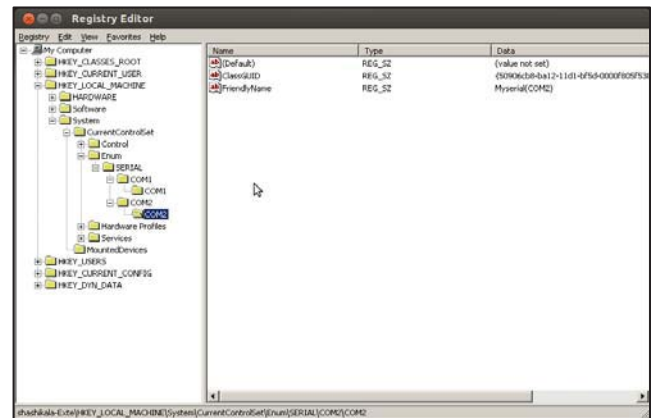 Registry Editor
Registry Edit View Favorites Help
My Computer
HKEY_CLASSES_ROOT
HKEY_CURRENT_USER
HKEY_LOCAL_MACHINE
HARDWARE
Software
System
CurrentControlSet
Control
Enum
SERIAL
COM1
COM1
COM2
COM2
Hardware Profiles
Services
MountedDevices
HKEY_USERS
HKEY_CURRENT_CONFIG
HKEY_DYN_DATA
Name Type Data
(Default) REG_SZ (value not set)
ClassGUID REG_SZ
FriendlyName REG_SZ Myserial(COM2)
shashikala-Extel\HKEY_LOCAL_MACHINE\System\CurrentControlSet\Enum\SERIAL\COM2\COM2